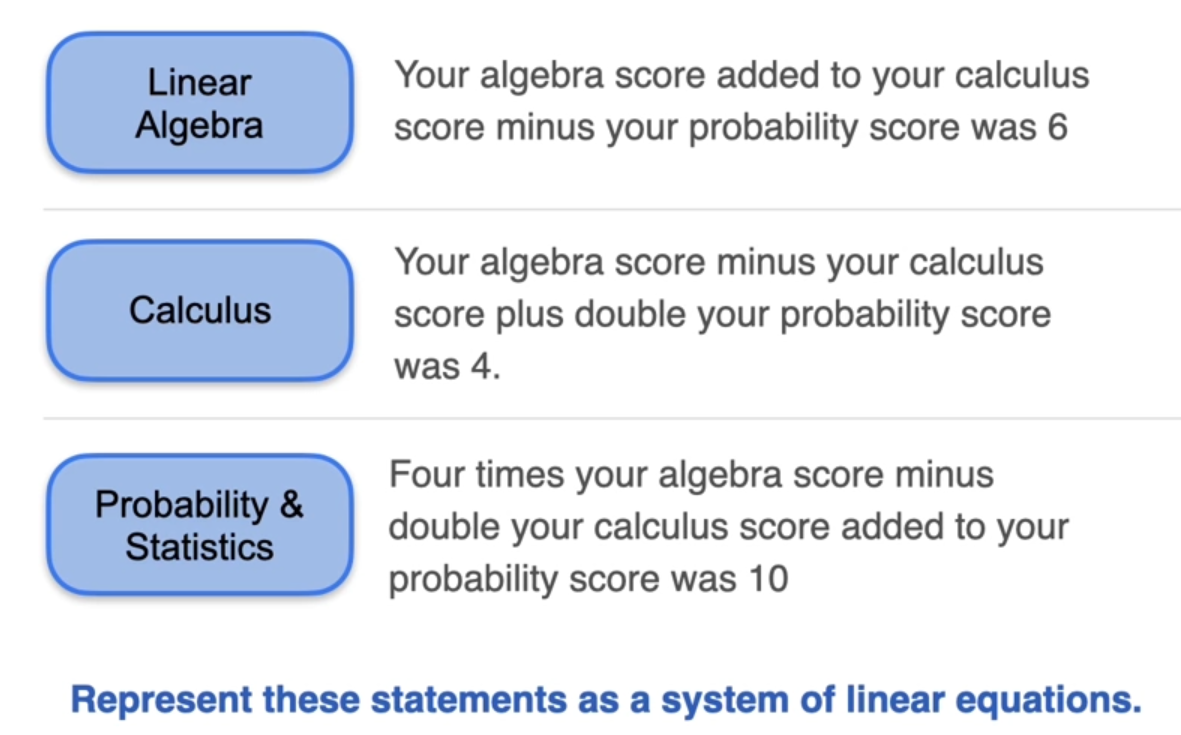 Linear
Algebra
Your algebra score added to your calculus
score minus your probability score was 6
Calculus
Your algebra score minus your calculus
score plus double your probability score
was 4.
Probability &
Statistics
Four times your algebra score minus
double your calculus score added to your
probability score was 10
Represent these statements as a system of linear equations.